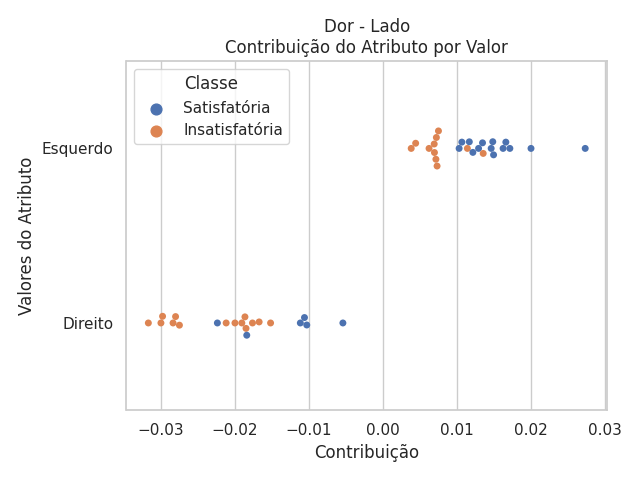 Dor - Lado
Contribuição do Atributo por Valor
Classe
Satisfatória
Insatisfatória
Valores do Atributo
Esquerdo
Direito
−0.03 −0.02 −0.01 0.00 0.01 0.02 0.03
Contribuição